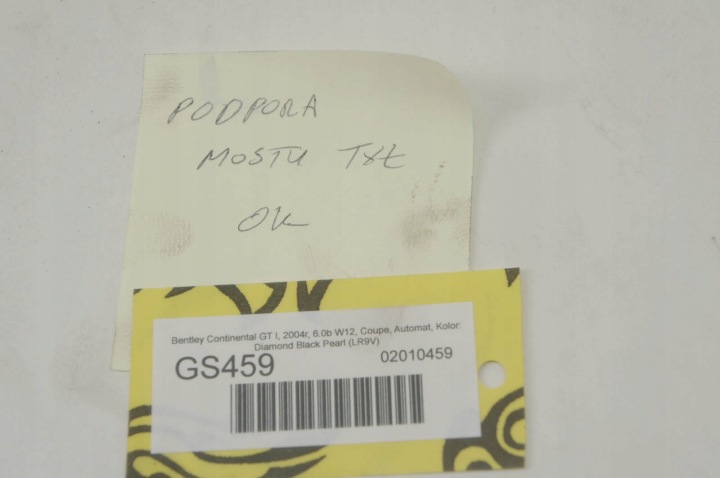 PODPORA
MOSTU TYŁ
OK
Bentley Continental GT I, 2004r, 6.0b W12, Coupe, Automat, Kolor:
Diamond Black Pearl (LR9V)
GS459
02010459